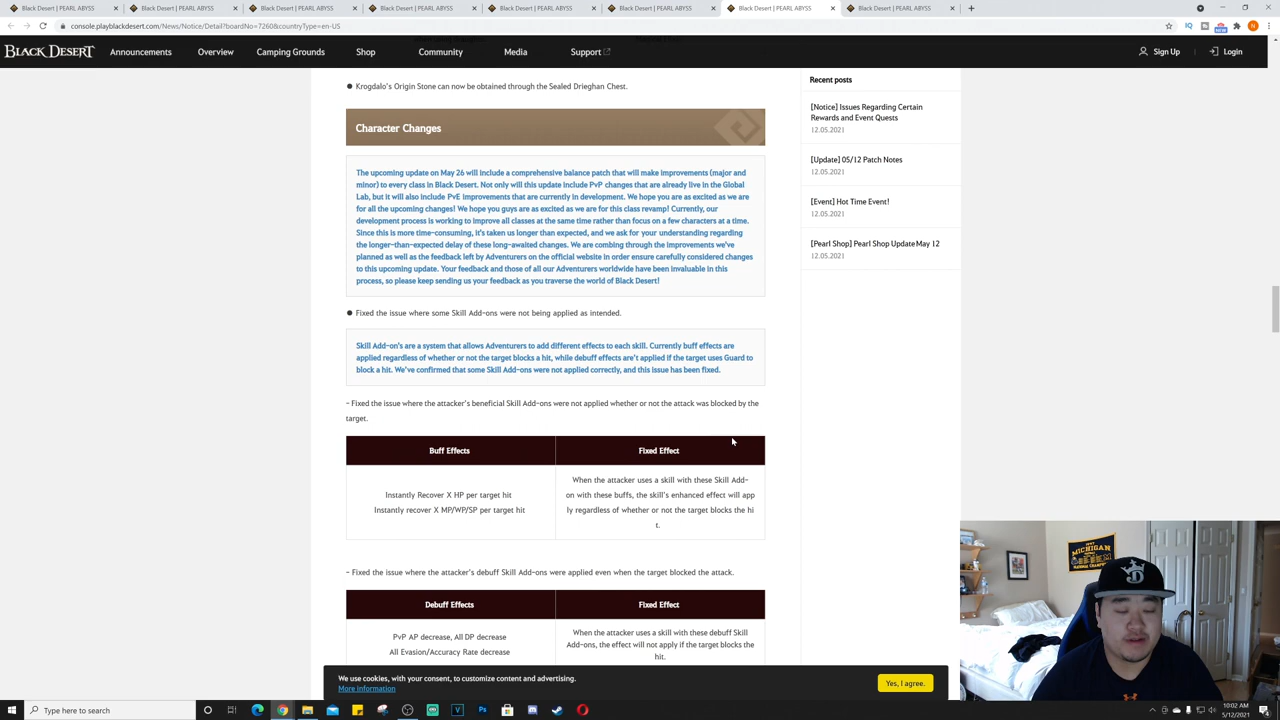 Black Desert | PEARL ABYSS
Black Desert | PEARL ABYSS
Black Desert | PEARL ABYSS
Black Desert | PEARL ABYSS
Black Desert | PEARL ABYSS
Black Desert | PEARL ABYSS
Black Desert | PEARL ABYSS
Black Desert | PEARL ABYSS
console.playblackdesert.com/News/Notice/Detail?boardNo=7260&countryType=en-US
IQ
NEW
N
BLACK DESERT
Announcements
Overview
Camping Grounds
Shop
Community
Media
Support
Sign Up
Login
● Krogdalo's Origin Stone can now be obtained through the Sealed Drieghan Chest.
Character Changes
The upcoming update on May 26 will include a comprehensive balance patch that will make improvements (major and
minor) to every class in Black Desert. Not only will this update include PvP changes that are already live in the Global
Lab, but it will also include PvE improvements that are currently in development. We hope you are as excited as we are
for all the upcoming changes! We hope you guys are as excited as we are for this class revamp! Currently, our
development process is working to improve all classes at the same time rather than focus on a few characters at a time.
Since this is more time-consuming, it's taken us longer than expected, and we ask for your understanding regarding
the longer-than-expected delay of these long-awaited changes. We are combing through the improvements we've
planned as well as the feedback left by Adventurers on the official website in order ensure carefully considered changes
to this upcoming update. Your feedback and those of all our Adventurers worldwide have been invaluable in this
process, so please keep sending us your feedback as you traverse the world of Black Desert!
● Fixed the issue where some Skill Add-ons were not being applied as intended.
Skill Add-on's are a system that allows Adventurers to add different effects to each skill. Currently buff effects are
applied regardless of whether or not the target blocks a hit, while debuff effects are't applied if the target uses Guard to
block a hit. We've confirmed that some Skill Add-ons were not applied correctly, and this issue has been fixed.
- Fixed the issue where the attacker's beneficial Skill Add-ons were not applied whether or not the attack was blocked by the
target.
Buff Effects
Fixed Effect
Instantly Recover X HP per target hit
Instantly recover X MP/WP/SP per target hit
When the attacker uses a skill with these Skill Add-
on with these buffs, the skill's enhanced effect will app
ly regardless of whether or not the target blocks the hi
t.
- Fixed the issue where the attacker's debuff Skill Add-ons were applied even when the target blocked the attack.
Debuff Effects
Fixed Effect
PvP AP decrease, All DP decrease
All Evasion/Accuracy Rate decrease
When the attacker uses a skill with these debuff Skill
Add-ons, the effect will not apply if the target blocks the
hit.
Recent posts
[Notice] Issues Regarding Certain
Rewards and Event Quests
12.05.2021
[Update] 05/12 Patch Notes
12.05.2021
[Event] Hot Time Event!
12.05.2021
[Pearl Shop] Pearl Shop Update May 12
12.05.2021
We use cookies, with your consent, to customize content and advertising.
More information
Yes, I agree.
MICHIGAN
Type here to search
10:02 AM
5/12/2021